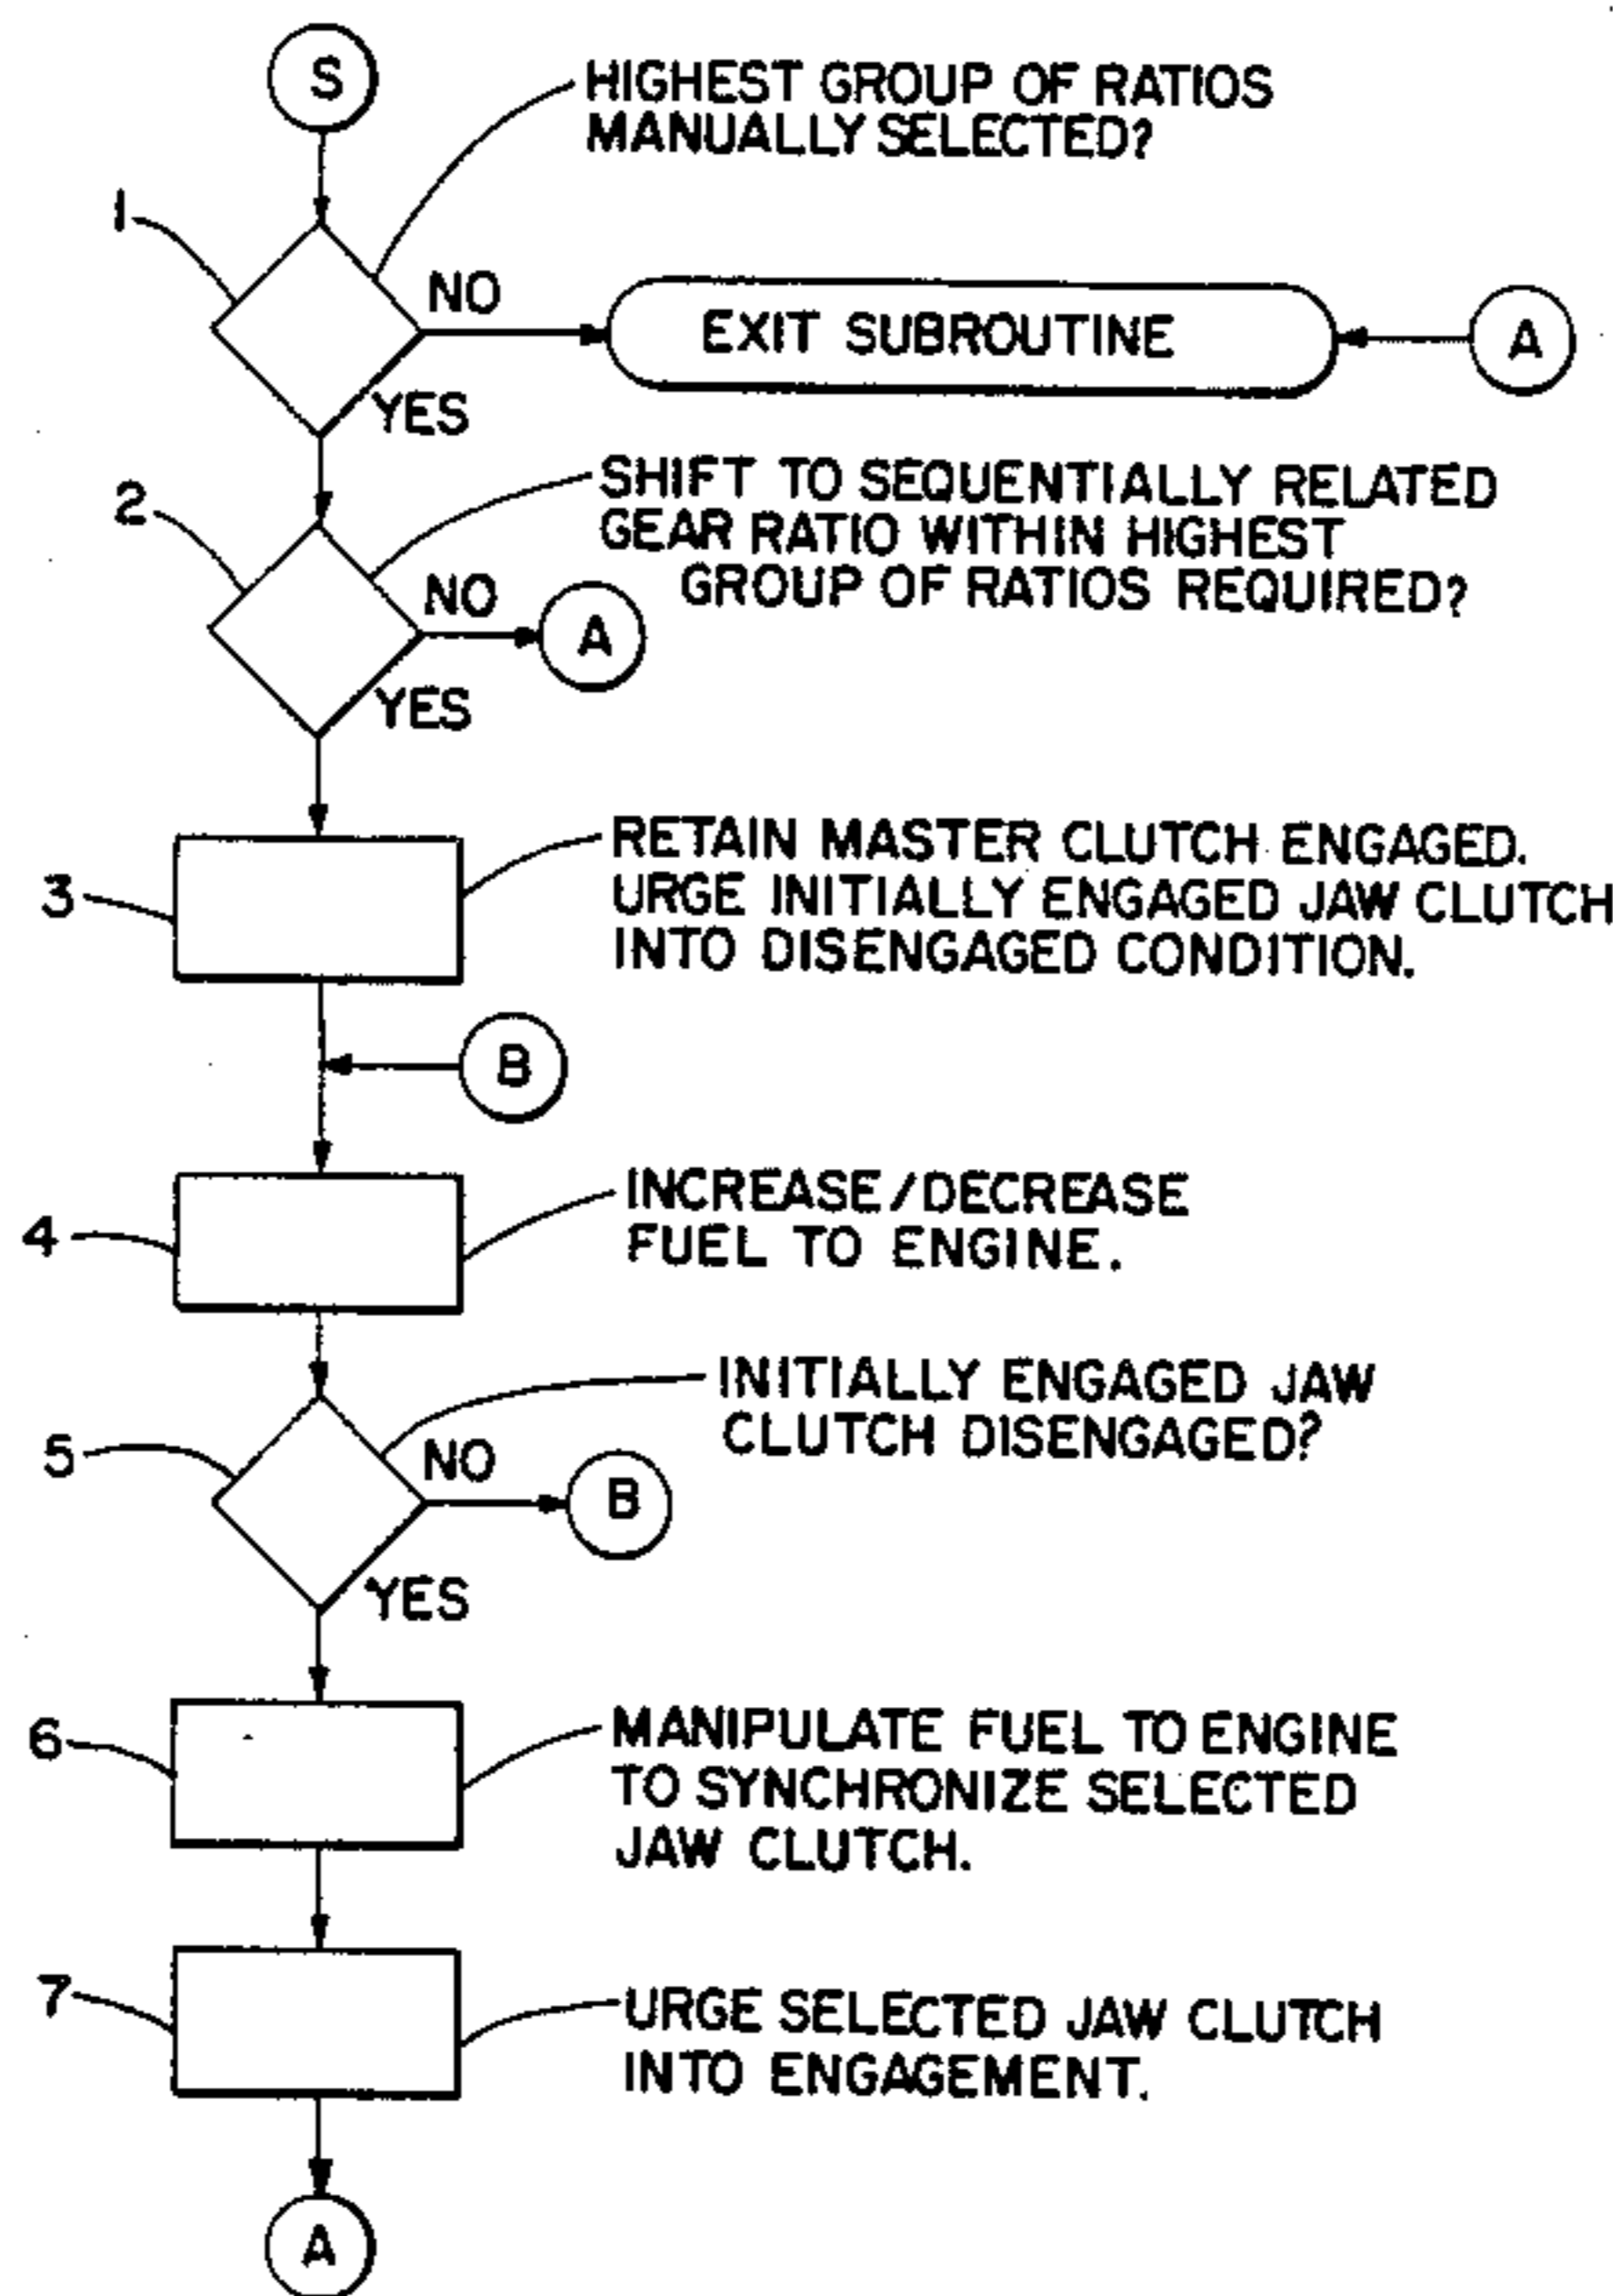 S
HIGHEST GROUP OF RATIOS
MANUALLY SELECTED?
1
NO
EXIT SUBROUTINE
A
YES
SHIFT TO SEQUENTIALLY RELATED
GEAR RATIO WITHIN HIGHEST
GROUP OF RATIOS REQUIRED?
2
NO
A
YES
RETAIN MASTER CLUTCH ENGAGED.
URGE INITIALLY ENGAGED JAW CLUTCH
INTO DISENGAGED CONDITION.
3
B
INCREASE/DECREASE
FUEL TO ENGINE.
4
INITIALLY ENGAGED JAW
CLUTCH DISENGAGED?
5
NO
B
YES
MANIPULATE FUEL TO ENGINE
TO SYNCHRONIZE SELECTED
JAW CLUTCH.
6
URGE SELECTED JAW CLUTCH
INTO ENGAGEMENT.
7
A